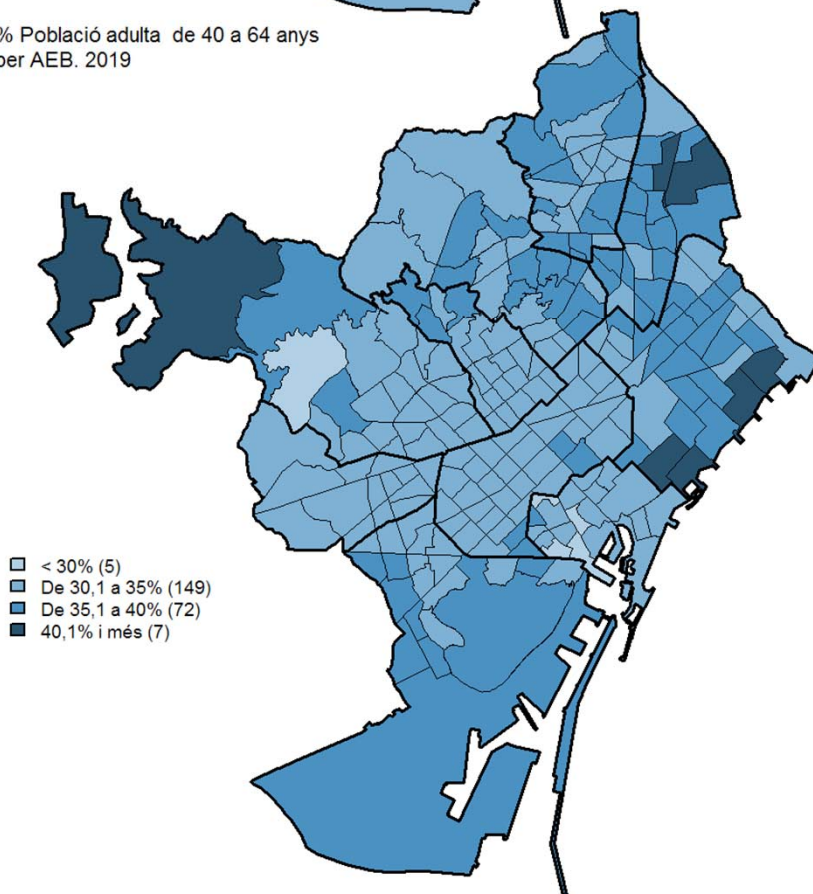 % Població adulta de 40 a 64 anys
per AEB. 2019
< 30% (5)
De 30,1 a 35% (149)
De 35,1 a 40% (72)
40,1% i més (7)